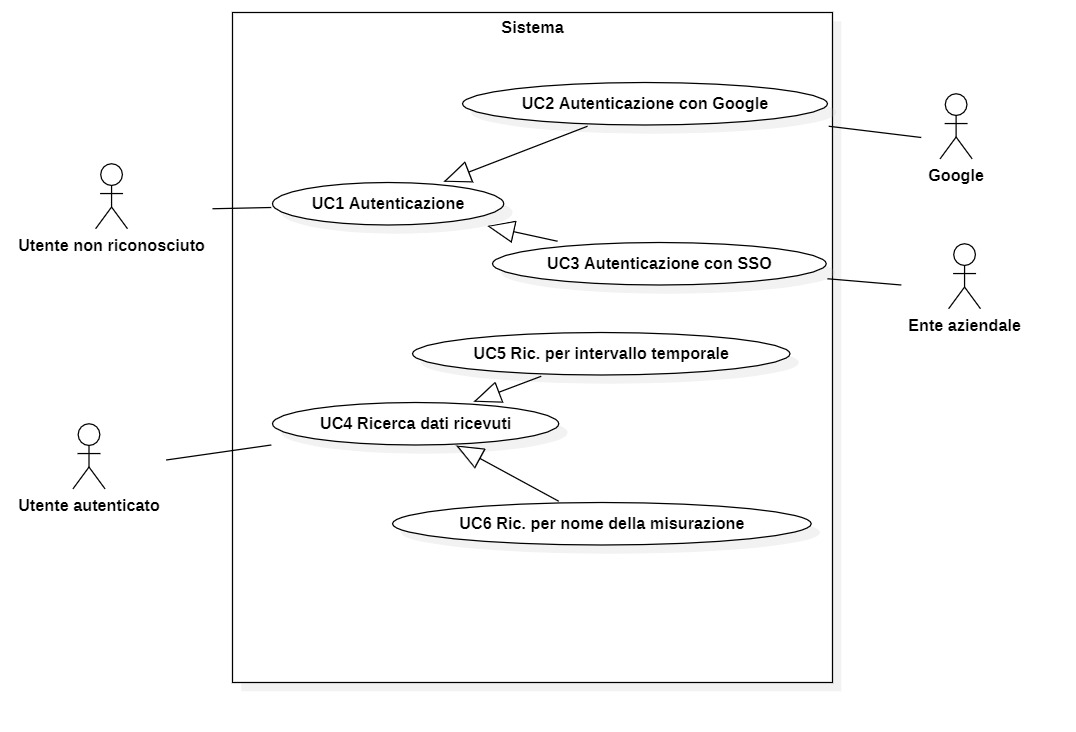 Sistema
UC2 Autenticazione con Google
Google
UC1 Autenticazione
Utente non riconosciuto
UC3 Autenticazione con SSO
Ente aziendale
UC5 Ric. per intervallo temporale
UC4 Ricerca dati ricevuti
Utente autenticato
UC6 Ric. per nome della misurazione